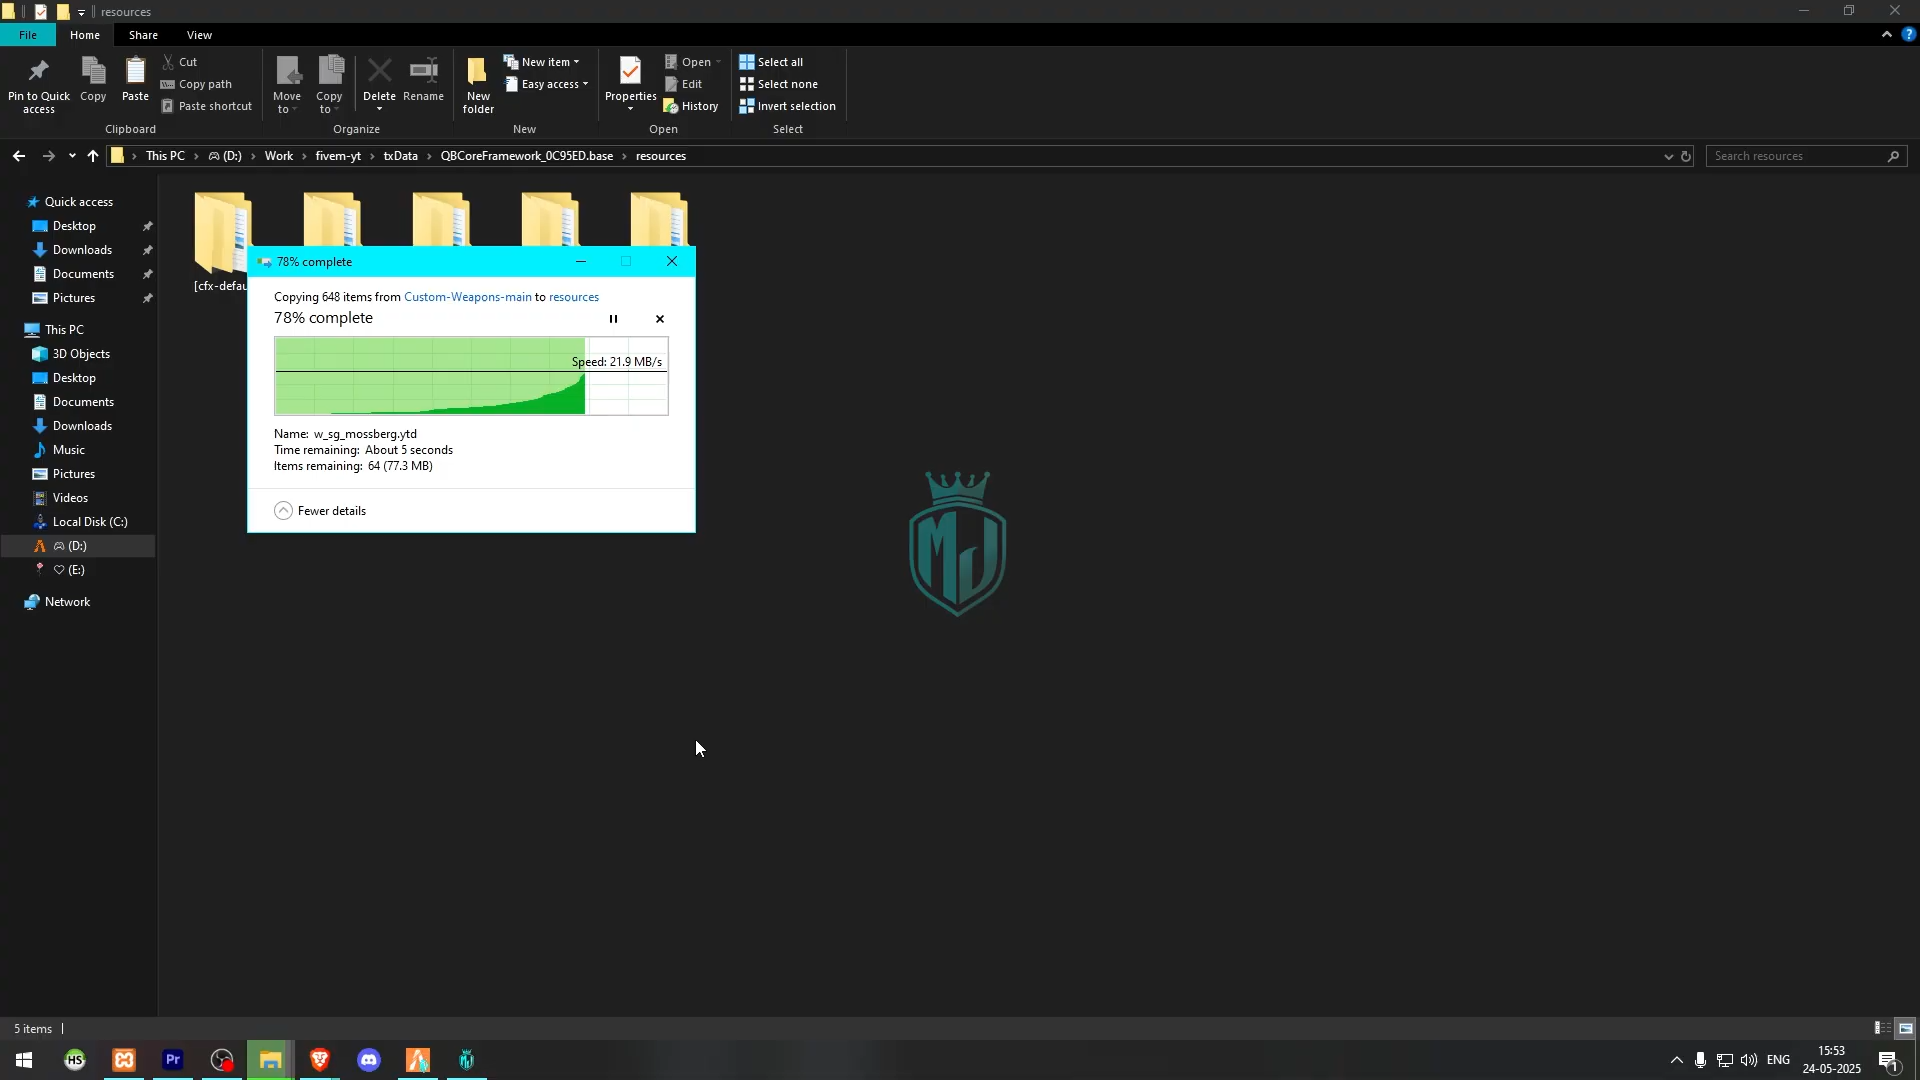 resources
File
Home
Share
View
Pin to Quick
access
Copy
Paste
Cut
Copy path
Paste shortcut
Clipboard
Move
to
Copy
to
Delete
Rename
Organize
New
folder
New item
Easy access
New
Properties
Open
Edit
History
Open
Select all
Select none
Invert selection
Select
This PC > (D:) > Work > fivem-yt > txData > QBCoreFramework_0C95ED.base > resources
Search resources
Quick access
Desktop
Downloads
Documents
Pictures
This PC
3D Objects
Desktop
Documents
Downloads
Music
Pictures
Videos
Local Disk (C:)
(D:)
(E:)
Network
[cfx-defau
78% complete
Copying 648 items from Custom-Weapons-main to resources
78% complete
Speed: 21.9 MB/s
Name: w_sg_mossberg.ytd
Time remaining: About 5 seconds
Items remaining: 64 (77.3 MB)
Fewer details
MJ
5 items
HS
Pr
ENG
15:53
24-05-2025
1